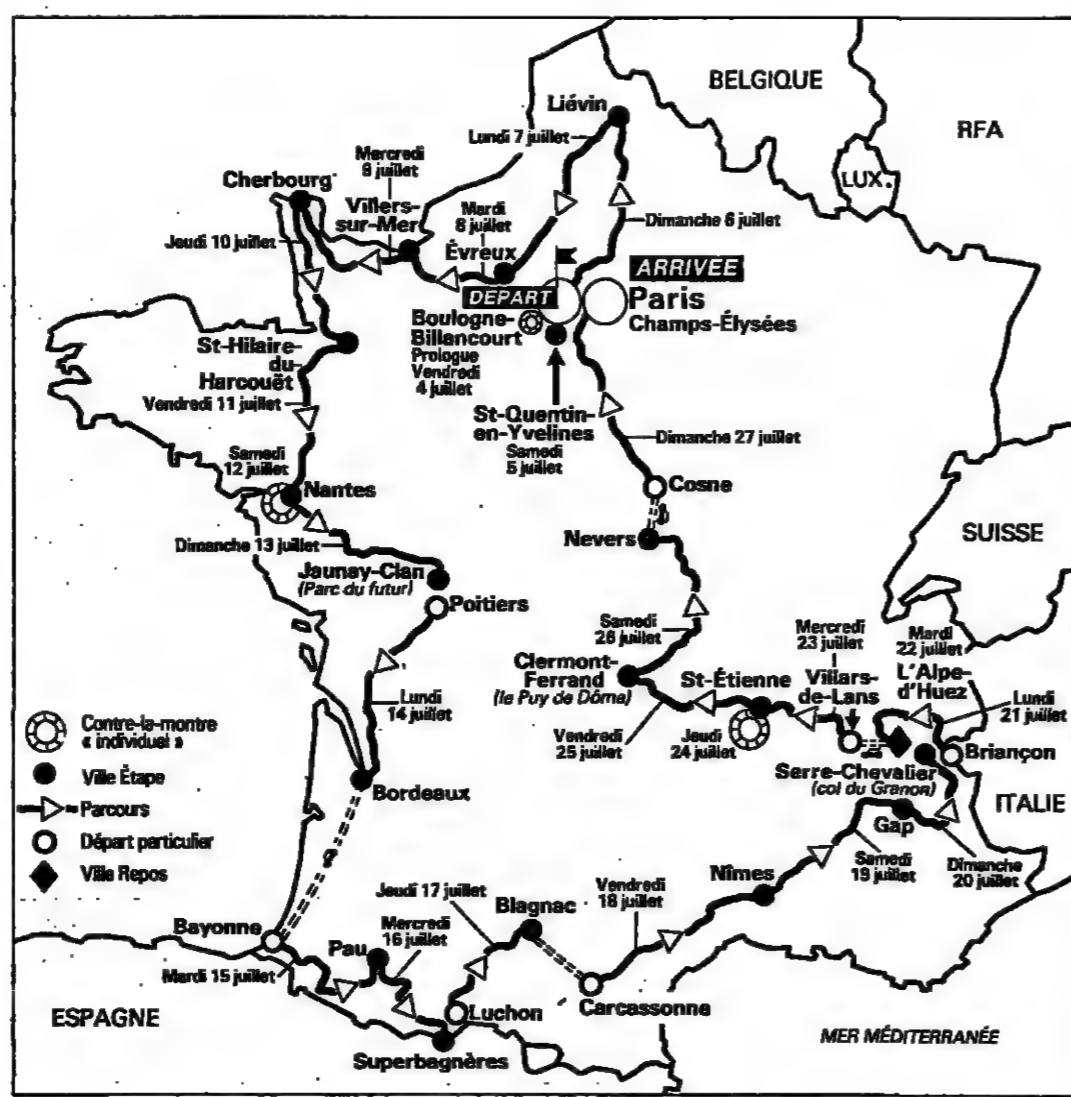 BELGIQUE
RFA
LUX.
Liévin
Lundi 7 juillet
Mercredi
9 juillet
Cherbourg
Villers-
sur-Mer
Mardi
8 juillet
Évreux
Dimanche 6 juillet
Jeudi 10 juillet
DÉPART
ARRIVÉE
Paris
Champs-Élysées
Boulogne-
Billancourt
Prologue
Vendredi
4 juillet
St-Hilaire-
du-
Harcouët
Vendredi 11 juillet
St-Quentin-
en-Yvelines
Samedi
5 juillet
Dimanche 27 juillet
Samedi
12 juillet
Nantes
Cosne
Nevers
SUISSE
Dimanche 13 juillet
Jaunay-Clan
(Parc du futur)
Poitiers
Samedi
26 juillet
Mercredi
23 juillet
Mardi
22 juillet
Clermont-
Ferrand
(le Puy de Dôme)
St-Étienne
Villars-
de-Lans
L'Alpe-
d'Huez
Lundi
21 juillet
Lundi
14 juillet
Vendredi
25 juillet
Jeudi
24 juillet
Briançon
Serre-Chevalier
(col du Granon)
ITALIE
Contre-la-montre
« individuel »
Ville Étape
Parcours
Départ particulier
Ville Repos
Bordeaux
Gap
Samedi
19 juillet
Dimanche
20 juillet
Nîmes
Jeudi 17 juillet
Vendredi
18 juillet
Blagnac
Bayonne
Mercredi
16 juillet
Pau
Mardi 15 juillet
Luchon
Carcassonne
ESPAGNE
Superbagnères
MER MÉDITERRANÉE